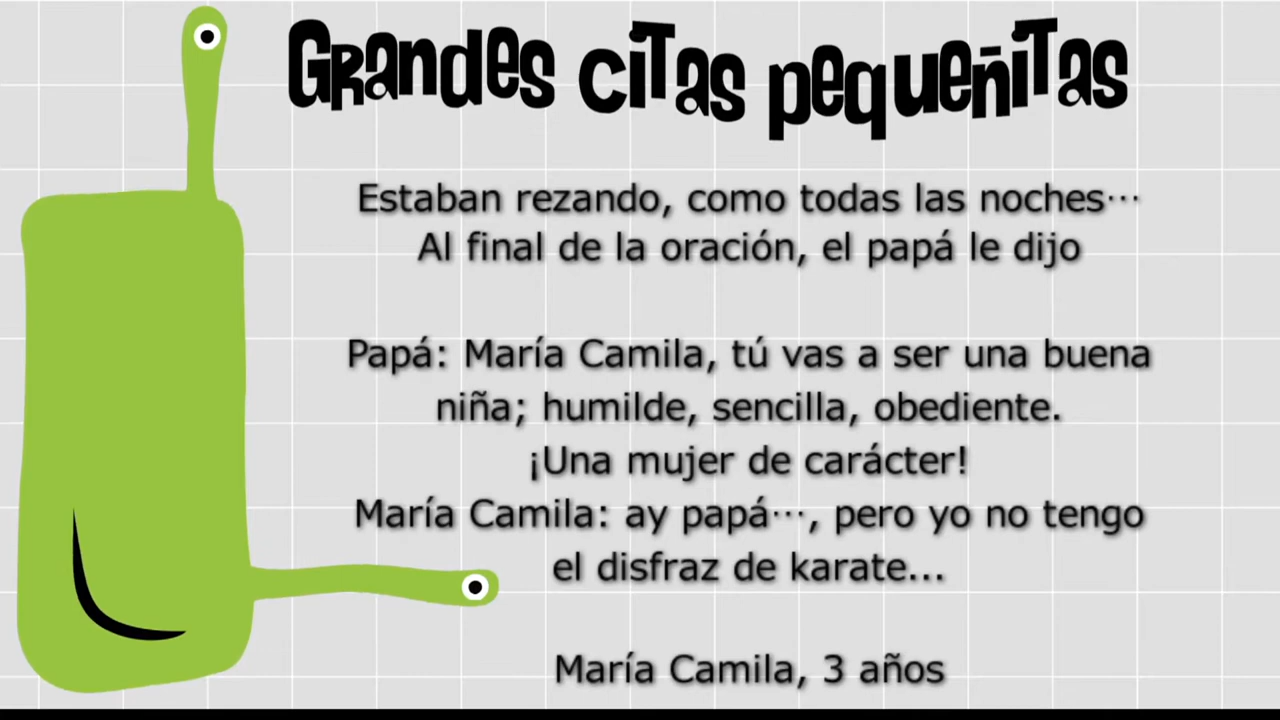 Grandes citas pequeñitas
Estaban rezando, como todas las noches…
Al final de la oración, el papá le dijo
Papá: María Camila, tú vas a ser una buena
niña; humilde, sencilla, obediente.
¡Una mujer de carácter!
María Camila: ay papá…, pero yo no tengo
el disfraz de karate...
María Camila, 3 años